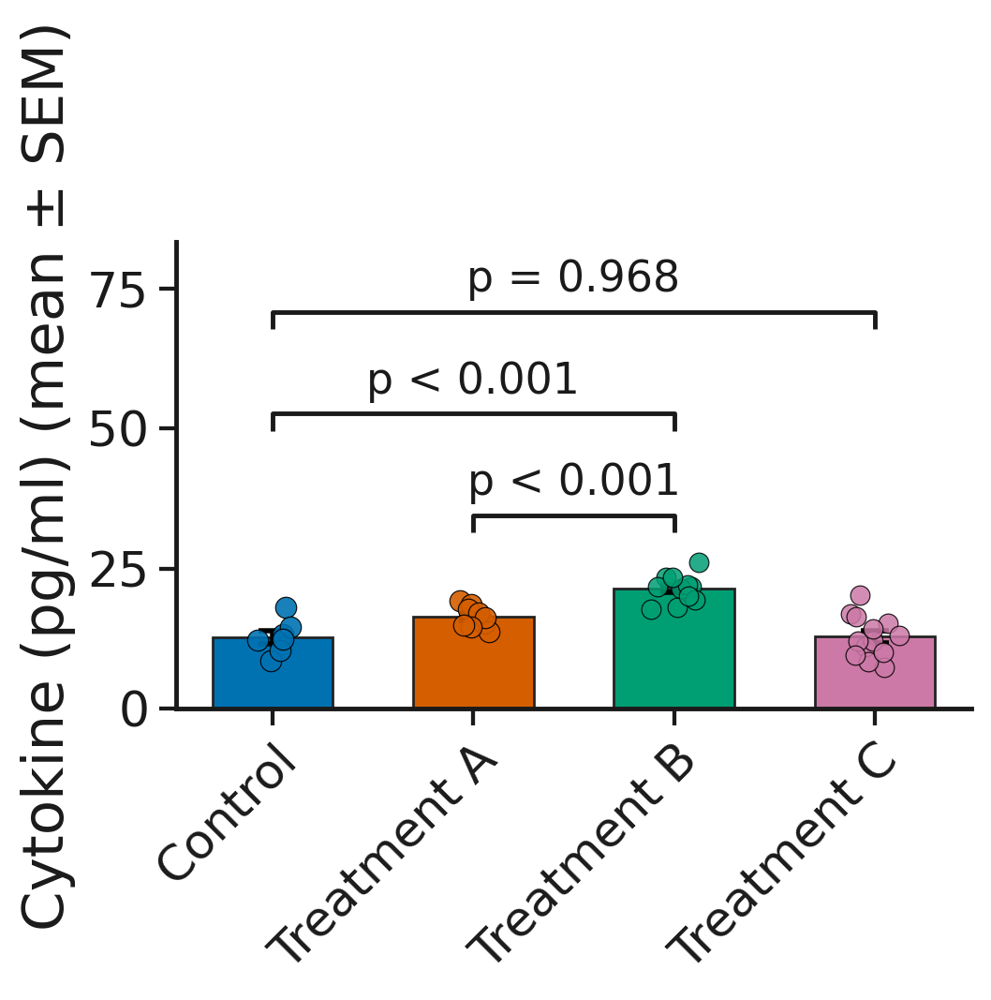 Cytokine (pg/ml) (mean ± SEM)
75
50
25
0
p = 0.968
p < 0.001
p < 0.001
Control
Treatment A
Treatment B
Treatment C